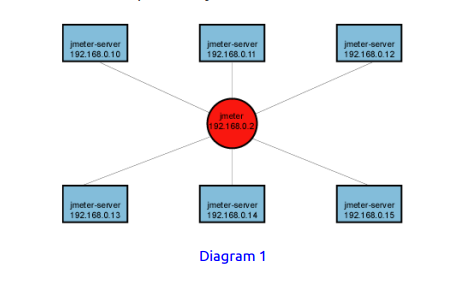 jmeter-server
192.168.0.10
jmeter-server
192.168.0.11
jmeter-server
192.168.0.12
jmeter
192.168.0.2
jmeter-server
192.168.0.13
jmeter-server
192.168.0.14
jmeter-server
192.168.0.15
Diagram 1